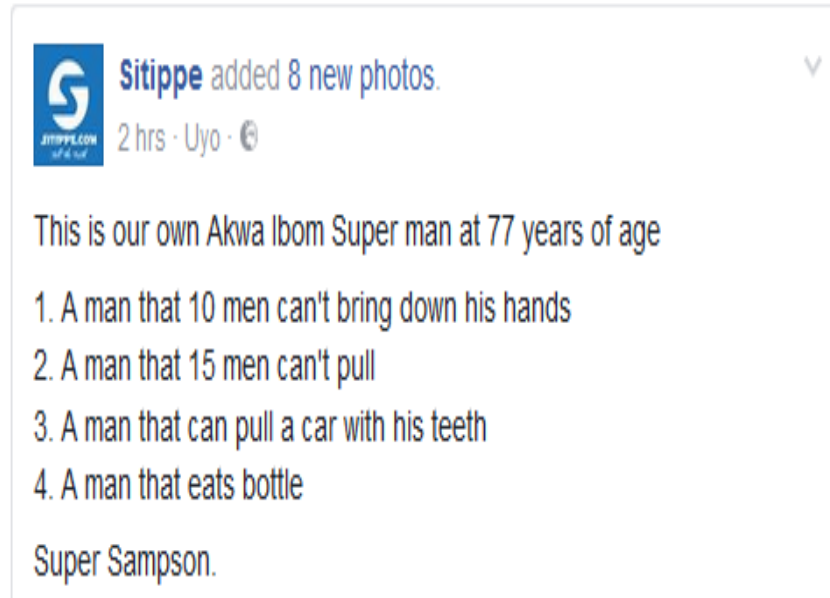 Sitippe added 8 new photos.
SITIPPE.COM
2 hrs · Uyo ·
This is our own Akwa Ibom Super man at 77 years of age
1. A man that 10 men can't bring down his hands
2. A man that 15 men can't pull
3. A man that can pull a car with his teeth
4. A man that eats bottle
Super Sampson.